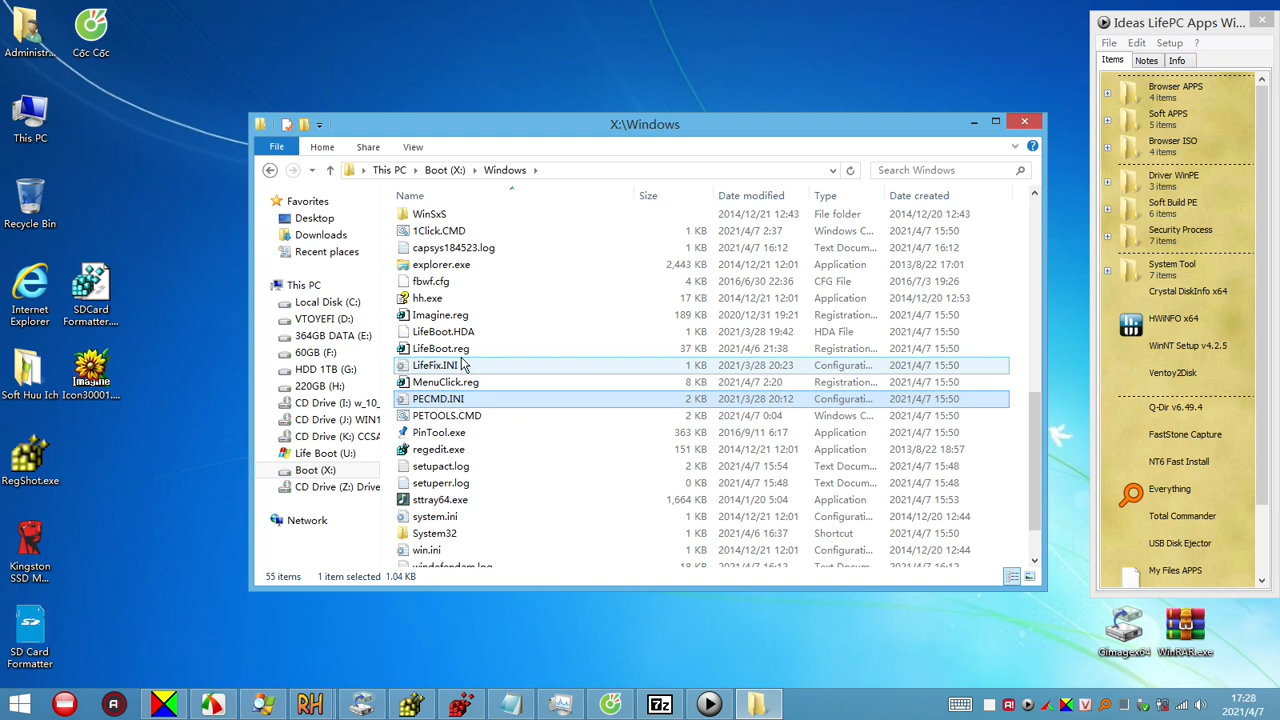 Administr...
Cốc Cốc
This PC
Recycle Bin
Internet Explorer
SDCard Formatter....
Soft Huu Ich
Icon30001....
Imagine
RegShot.exe
Kingston SSD M...
SD Card Formatter
X:\Windows
File
Home
Share
View
This PC
Boot (X:)
Windows
Search Windows
Name
Size
Date modified
Type
Date created
Favorites
Desktop
Downloads
Recent places
This PC
Local Disk (C:)
VTOYEFI (D:)
364GB DATA (E:)
60GB (F:)
HDD 1TB (G:)
220GB (H:)
CD Drive (I:) w_10_
CD Drive (J:) WIN1
CD Drive (K:) CCSA
Life Boot (U:)
Boot (X:)
CD Drive (Z:) Drive
Network
WinSxS 2014/12/21 12:43 File folder 2014/12/20 12:43
1Click.CMD 1 KB 2021/4/7 2:37 Windows C... 2021/4/7 15:50
capsys184523.log 1 KB 2021/4/7 16:12 Text Docum... 2021/4/7 16:12
explorer.exe 2,443 KB 2014/12/21 12:01 Application 2013/8/22 17:01
fbwf.cfg 4 KB 2016/6/30 22:36 CFG File 2016/7/3 19:26
hh.exe 17 KB 2014/12/21 12:01 Application 2014/12/20 12:53
Imagine.reg 189 KB 2020/12/31 19:21 Registration... 2021/4/7 15:50
LifeBoot.HDA 1 KB 2021/3/28 19:42 HDA File 2021/4/7 15:50
LifeBoot.reg 37 KB 2021/4/6 21:38 Registration... 2021/4/7 15:50
LifeFix.INI 1 KB 2021/3/28 20:23 Configurati... 2021/4/7 15:50
MenuClick.reg 8 KB 2021/4/7 2:20 Registration... 2021/4/7 15:50
PECMD.INI 2 KB 2021/3/28 20:12 Configurati... 2021/4/7 15:50
PETOOLS.CMD 2 KB 2021/4/7 0:04 Windows C... 2021/4/7 15:50
PinTool.exe 363 KB 2016/9/11 6:17 Application 2021/4/7 15:50
regedit.exe 151 KB 2014/12/21 12:01 Application 2013/8/22 18:57
setupact.log 2 KB 2021/4/7 15:54 Text Docum... 2021/4/7 15:48
setuperr.log 0 KB 2021/4/7 15:48 Text Docum... 2021/4/7 15:48
sttray64.exe 1,664 KB 2014/1/20 5:04 Application 2021/4/7 15:53
system.ini 1 KB 2014/12/21 12:01 Configurati... 2014/12/20 12:44
System32 1 KB 2021/4/6 16:37 Shortcut 2021/4/7 15:50
win.ini 1 KB 2014/12/21 12:01 Configurati... 2014/12/20 12:44
windefendam.log 18 KB 2021/4/7 16:12 Text Docum... 2021/4/7 16:12
55 items
1 item selected 1.04 KB
Ideas LifePC Apps Wi...
File
Edit
Setup
?
Items
Notes
Info
Browser APPS
4 items
Soft APPS
5 items
Browser ISO
4 items
Driver WinPE
3 items
Soft Build PE
6 items
Security Process
7 items
System Tool
7 items
Crystal DiskInfo x64
HWiNFO x64
WinNT Setup v4.2.5
Ventoy2Disk
Q-Dir v6.49.4
FastStone Capture
NT6 Fast Install
Everything
Total Commander
USB Disk Ejector
My Files APPS
Gimagex64
WinRAR.exe
RH
7z
17:28
2021/4/7